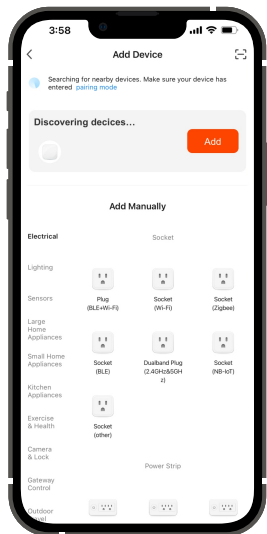 3:58
Add Device
Searching for nearby devices. Make sure your device has
entered pairing mode
Discovering decices...
Add
Add Manually
Electrical
Socket
Lighting
Plug
(BLE+Wi-Fi)
Socket
(Wi-Fi)
Socket
(Zigbee)
Sensors
Large
Home
Appliances
Small Home
Appliances
Socket
(BLE)
Dualband Plug
(2.4GHz&5GH
z)
Socket
(NB-IoT)
Kitchen
Appliances
Exercise
& Health
Socket
(other)
Camera
& Lock
Power Strip
Gateway
Control
Outdoor